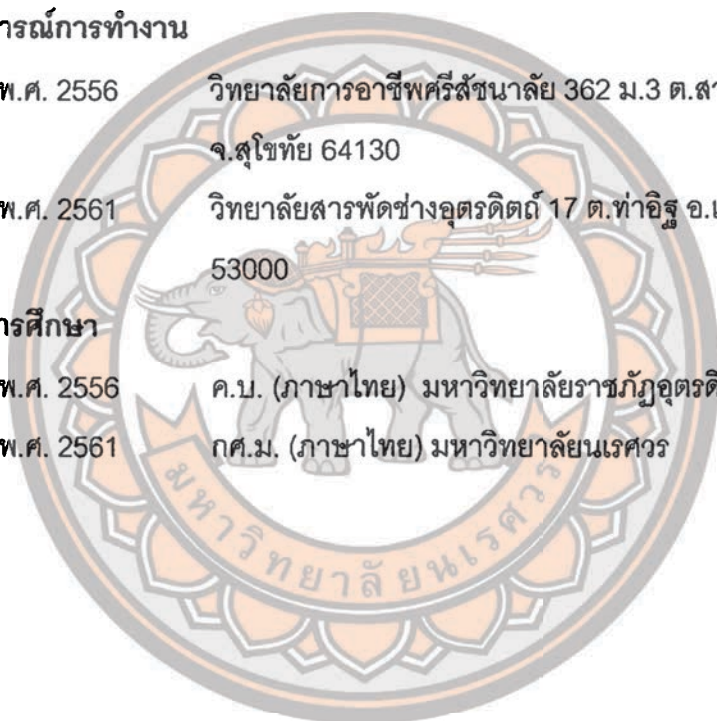 ารณ์การทำงาน
พ.ศ. 2556 วิทยาลัยการอาชีพศรีสัชนาลัย 362 ม.3 ต.สา
จ.สุโขทัย 64130
พ.ศ. 2561 วิทยาลัยสารพัดช่างอุตรดิตถ์ 17 ต.ท่าอิฐ อ.เ
53000
ารศึกษา
พ.ศ. 2556 ค.บ. (ภาษาไทย) มหาวิทยาลัยราชภัฏอุตรดิ
พ.ศ. 2561 กศ.ม. (ภาษาไทย) มหาวิทยาลัยนเรศวร
มหาวิทยาลัยนเรศวร